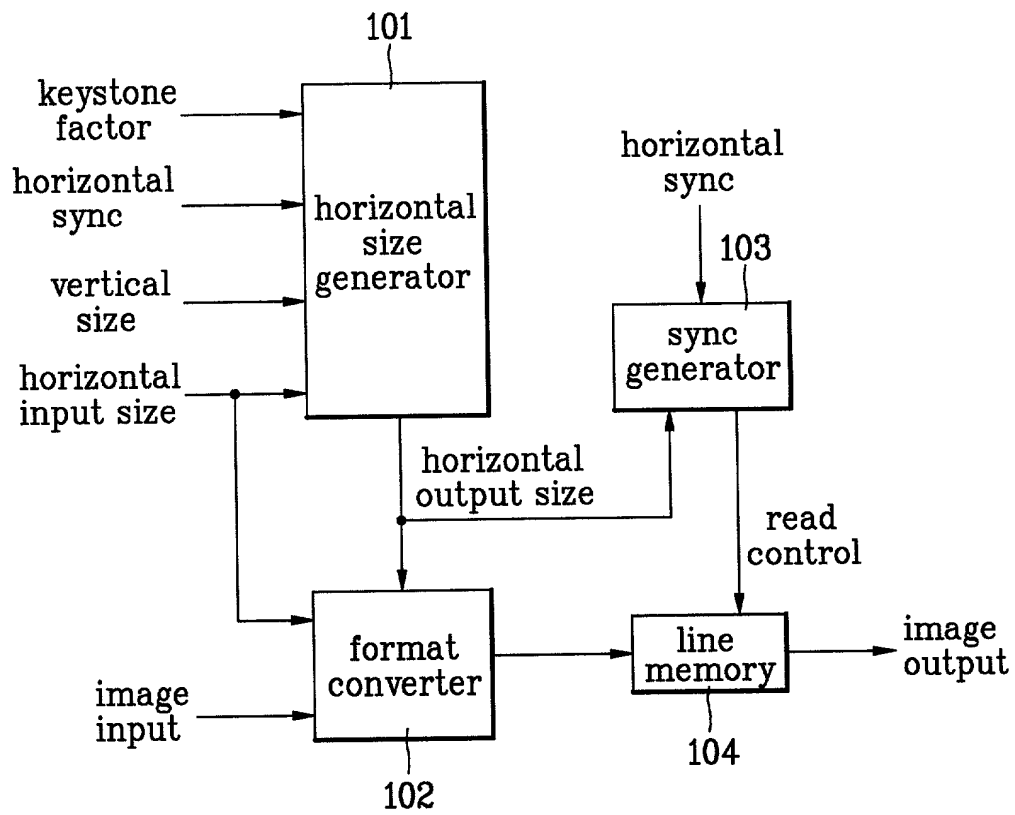 101
keystone
factor
horizontal
sync
vertical
size
horizontal
input size
horizontal
size
generator
horizontal
sync
103
sync
generator
horizontal
output size
read
control
format
converter
image
input
102
line
memory
104
image
output